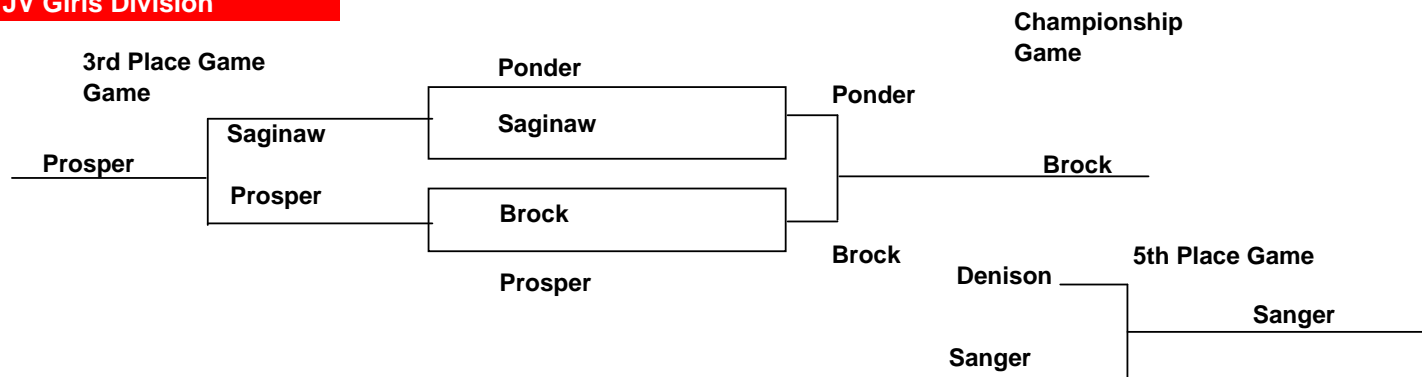 JV Girls Division
Championship
Game
3rd Place Game
Game
Ponder
Ponder
Saginaw
Saginaw
Prosper
Brock
Prosper
Brock
Brock
5th Place Game
Prosper
Denison
Sanger
Sanger